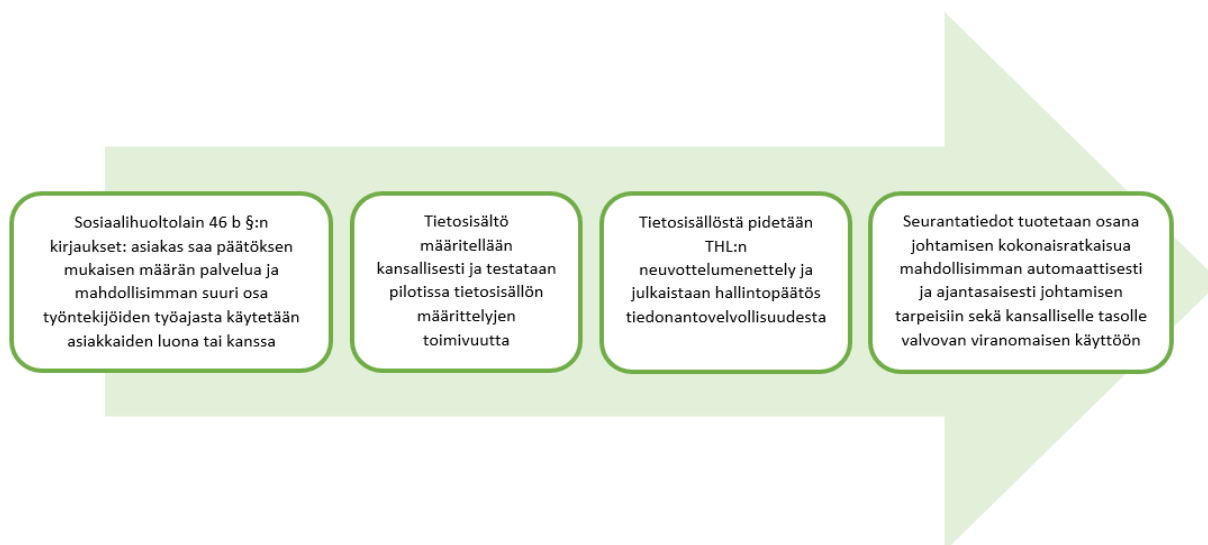 Sosiaalihuoltolain 46 b §:n
kirjaukset: asiakas saa päätöksen
mukaisen määrän palvelua ja
mahdollisimman suuri osa
työntekijöiden työajasta käytetään
asiakkaiden luona tai kanssa
Tietosisältö
määritellään
kansallisesti ja testataan
pilotissa tietosisällön
määrittelyjen
toimivuutta
Tietosisällöstä pidetään
THL:n
neuvottelumenettely ja
julkaistaan hallintopäätös
tiedonantovelvollisuudesta
Seurantatiedot tuotetaan osana
johtamisen kokonaisratkaisua
mahdollisimman automaattisesti
ja ajantasaisesti johtamisen
tarpeisiin sekä kansalliselle tasolle
valvovan viranomaisen käyttöön